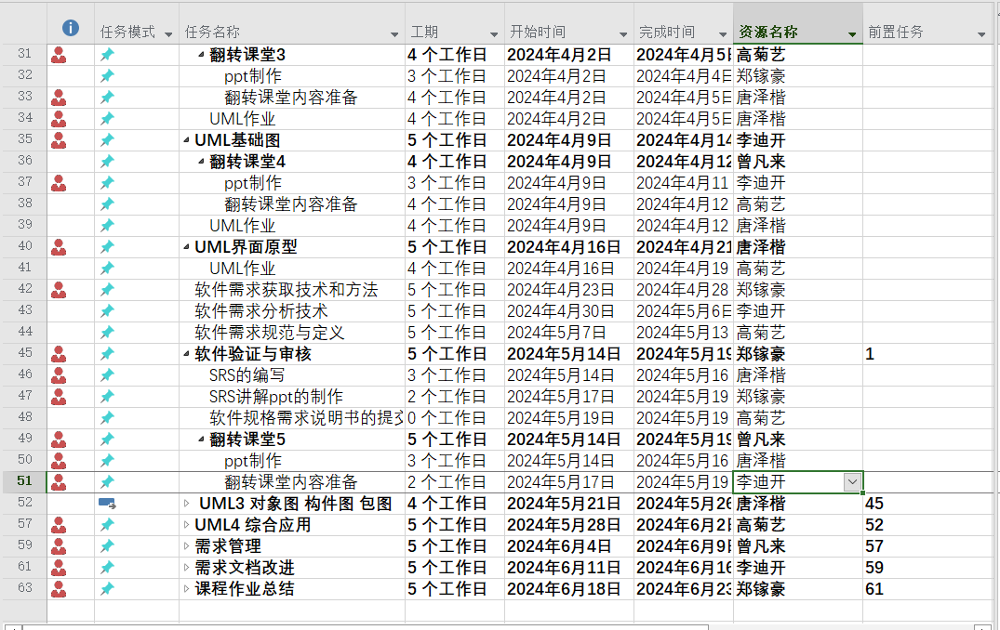 任务模式 任务名称 工期 开始时间 完成时间 资源名称 前置任务
31 翻转课堂3 4 个工作日 2024年4月2日 2024年4月5日 高菊艺
32 ppt制作 3 个工作日 2024年4月2日 2024年4月4日 郑镓豪
33 翻转课堂内容准备 4 个工作日 2024年4月2日 2024年4月5日 唐泽楷
34 UML作业 4 个工作日 2024年4月2日 2024年4月5日 唐泽楷
35 UML基础图 5 个工作日 2024年4月9日 2024年4月14 李迪开
36 翻转课堂4 4 个工作日 2024年4月9日 2024年4月12 曾凡来
37 ppt制作 3 个工作日 2024年4月9日 2024年4月11 李迪开
38 翻转课堂内容准备 4 个工作日 2024年4月9日 2024年4月12 高菊艺
39 UML作业 4 个工作日 2024年4月9日 2024年4月12 唐泽楷
40 UML界面原型 5 个工作日 2024年4月16日 2024年4月21 唐泽楷
41 UML作业 4 个工作日 2024年4月16日 2024年4月19 高菊艺
42 软件需求获取技术和方法 5 个工作日 2024年4月23日 2024年4月28 郑镓豪
43 软件需求分析技术 5 个工作日 2024年4月30日 2024年5月6日 李迪开
44 软件需求规范与定义 5 个工作日 2024年5月7日 2024年5月13 高菊艺
45 软件验证与审核 5 个工作日 2024年5月14日 2024年5月19 郑镓豪 1
46 SRS的编写 3 个工作日 2024年5月14日 2024年5月16 唐泽楷
47 SRS讲解ppt的制作 2 个工作日 2024年5月17日 2024年5月19 郑镓豪
48 软件规格需求说明书的提交 0 个工作日 2024年5月19日 2024年5月19 高菊艺
49 翻转课堂5 5 个工作日 2024年5月14日 2024年5月19 曾凡来
50 ppt制作 3 个工作日 2024年5月14日 2024年5月16 唐泽楷
51 翻转课堂内容准备 2 个工作日 2024年5月17日 2024年5月19 李迪开
52 UML3 对象图 构件图 包图 4 个工作日 2024年5月21日 2024年5月26 唐泽楷 45
57 UML4 综合应用 5 个工作日 2024年5月28日 2024年6月2日 高菊艺 52
59 需求管理 5 个工作日 2024年6月4日 2024年6月9日 曾凡来 57
61 需求文档改进 5 个工作日 2024年6月11日 2024年6月16 李迪开 59
63 课程作业总结 5 个工作日 2024年6月18日 2024年6月23 郑镓豪 61